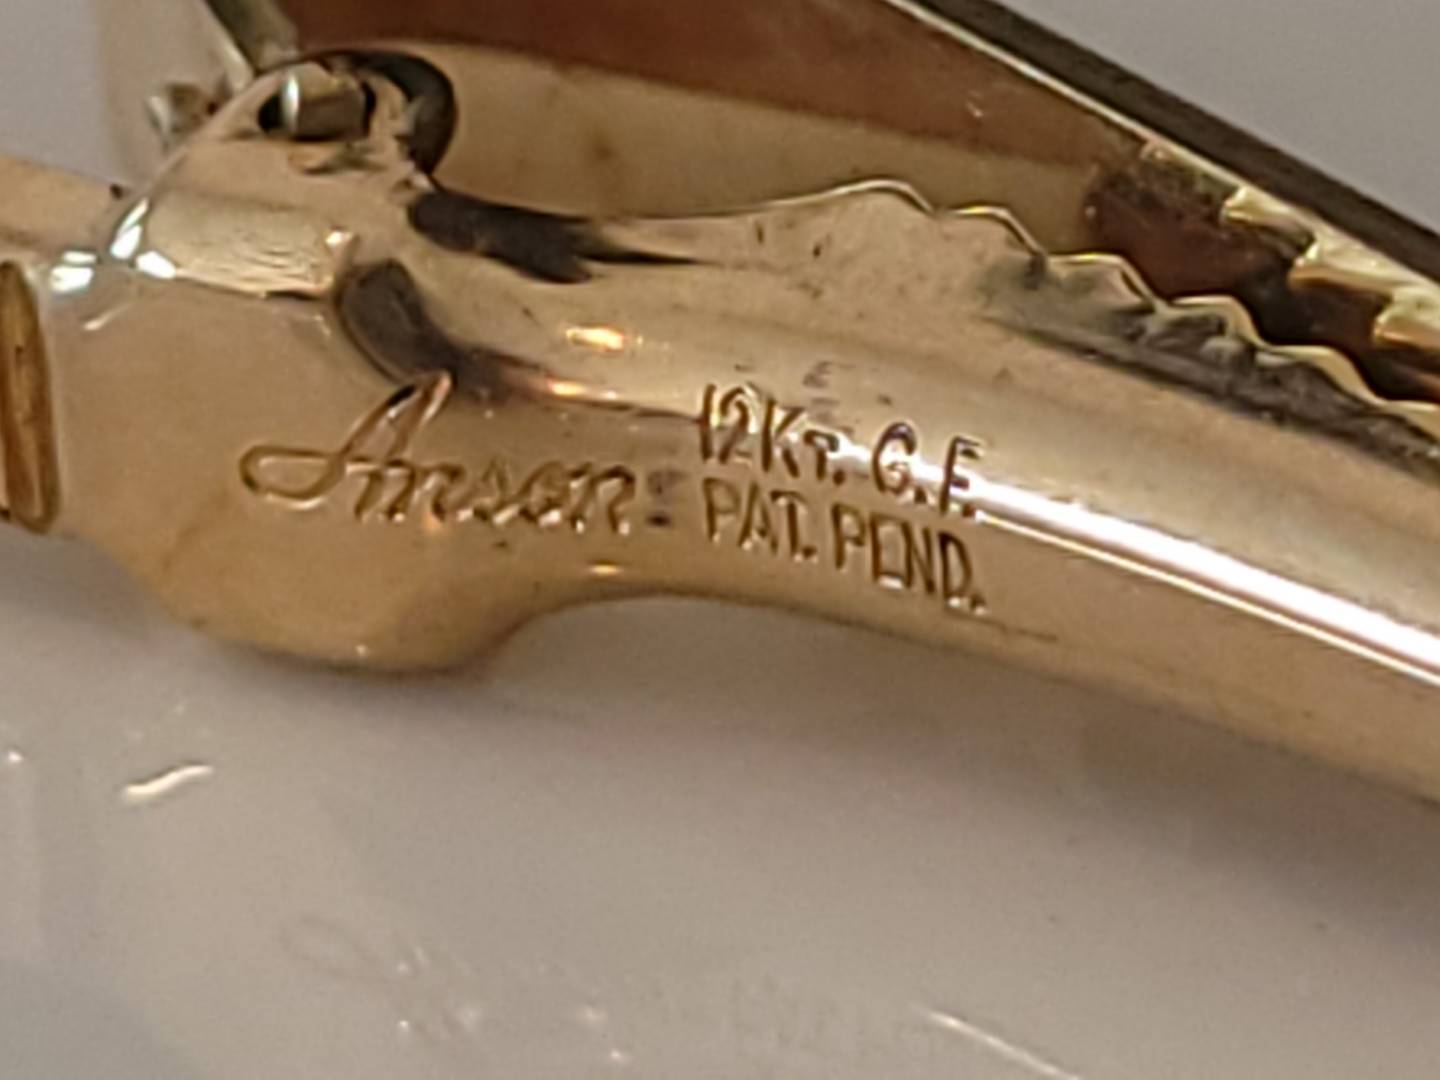 Anson
12KT. G.F.
PAT. PEND.